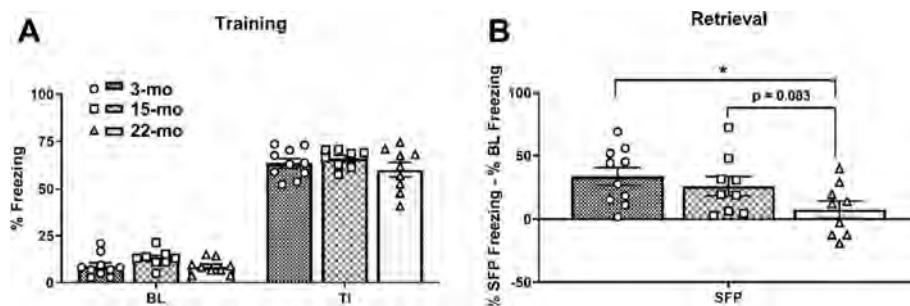 A
Training
3-mo
15-mo
22-mo
% Freezing
100
75
50
25
0
BL
TI
B
Retrieval
*
p = 0.083
% SFP Freezing - % BL Freezing
100
50
0
-50
SFP